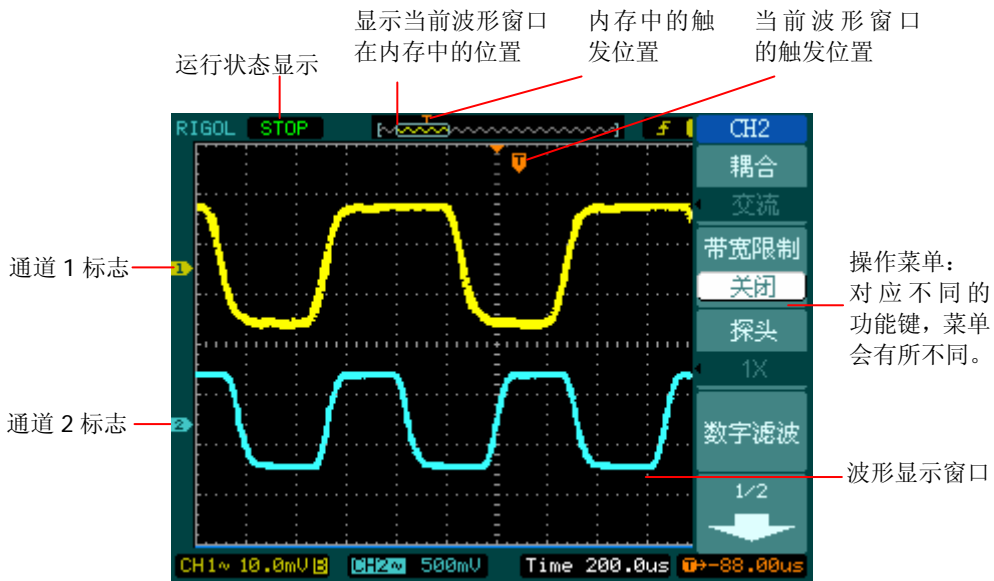 显示当前波形窗口
在内存中的位置
内存中的触
发位置
当前波形窗口
的触发位置
运行状态显示
RIGOL STOP
T
CH2
耦合
交流
T
带宽限制
关闭
探头
1X
数字滤波
1/2
通道 1 标志
1
通道 2 标志
2
操作菜单:
对应不同的
功能键，菜单
会有所不同。
波形显示窗口
CH1~ 10.0mV B CH2~ 500mV Time 200.0us T→-88.00us